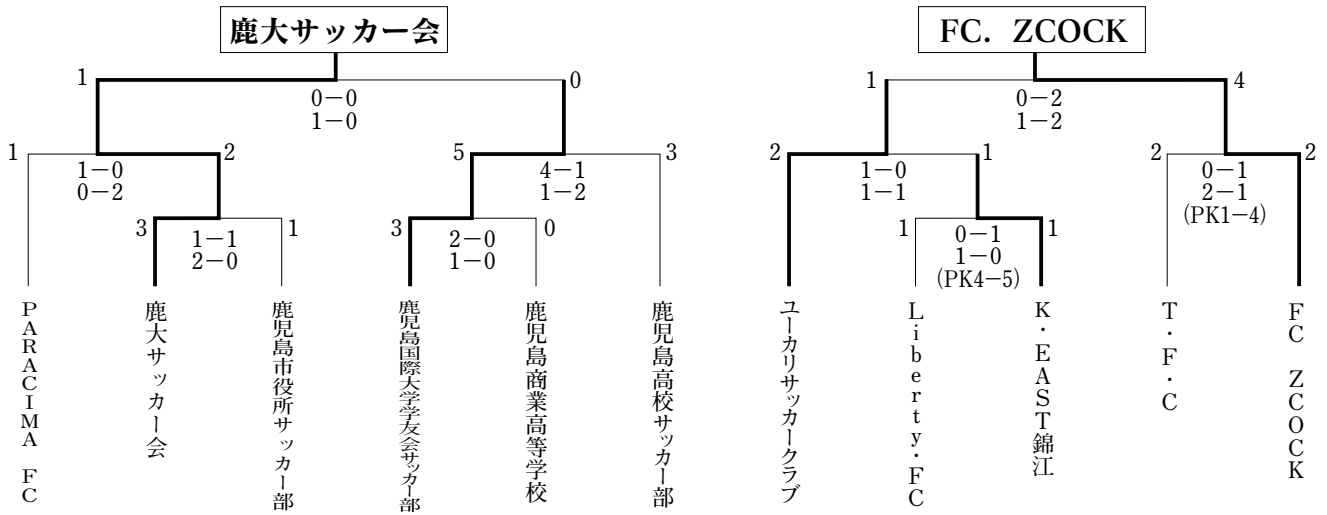 鹿大サッカー会
FC. ZCOCK
1
0
0−0
1−0
1
4
0−2
1−2
1
2
1−0
0−2
5
3
4−1
1−2
2
1
1−0
1−1
2
2
0−1
2−1
(PK1−4)
3
1
1−1
2−0
3
0
2−0
1−0
1
1
0−1
1−0
(PK4−5)
PARACIMA FC
鹿大サッカー会
鹿児島市役所サッカー部
鹿児島国際大学学友会サッカー部
鹿児島商業高等学校
鹿児島高校サッカー部
ユーカリサッカークラブ
Liberty・FC
K・EAST錦江
T・F・C
FC ZCOCK